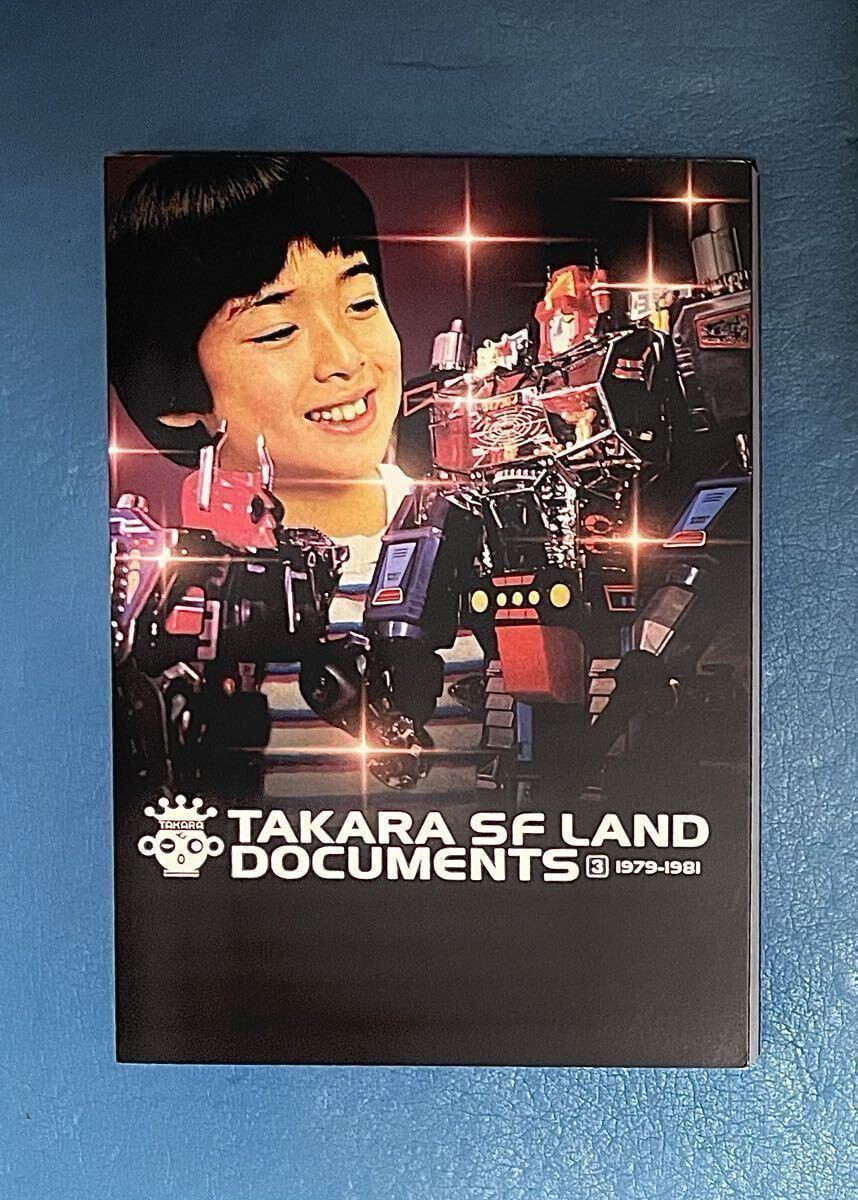 TAKARA
TAKARA SF LAND
DOCUMENTS 3 1979-1981